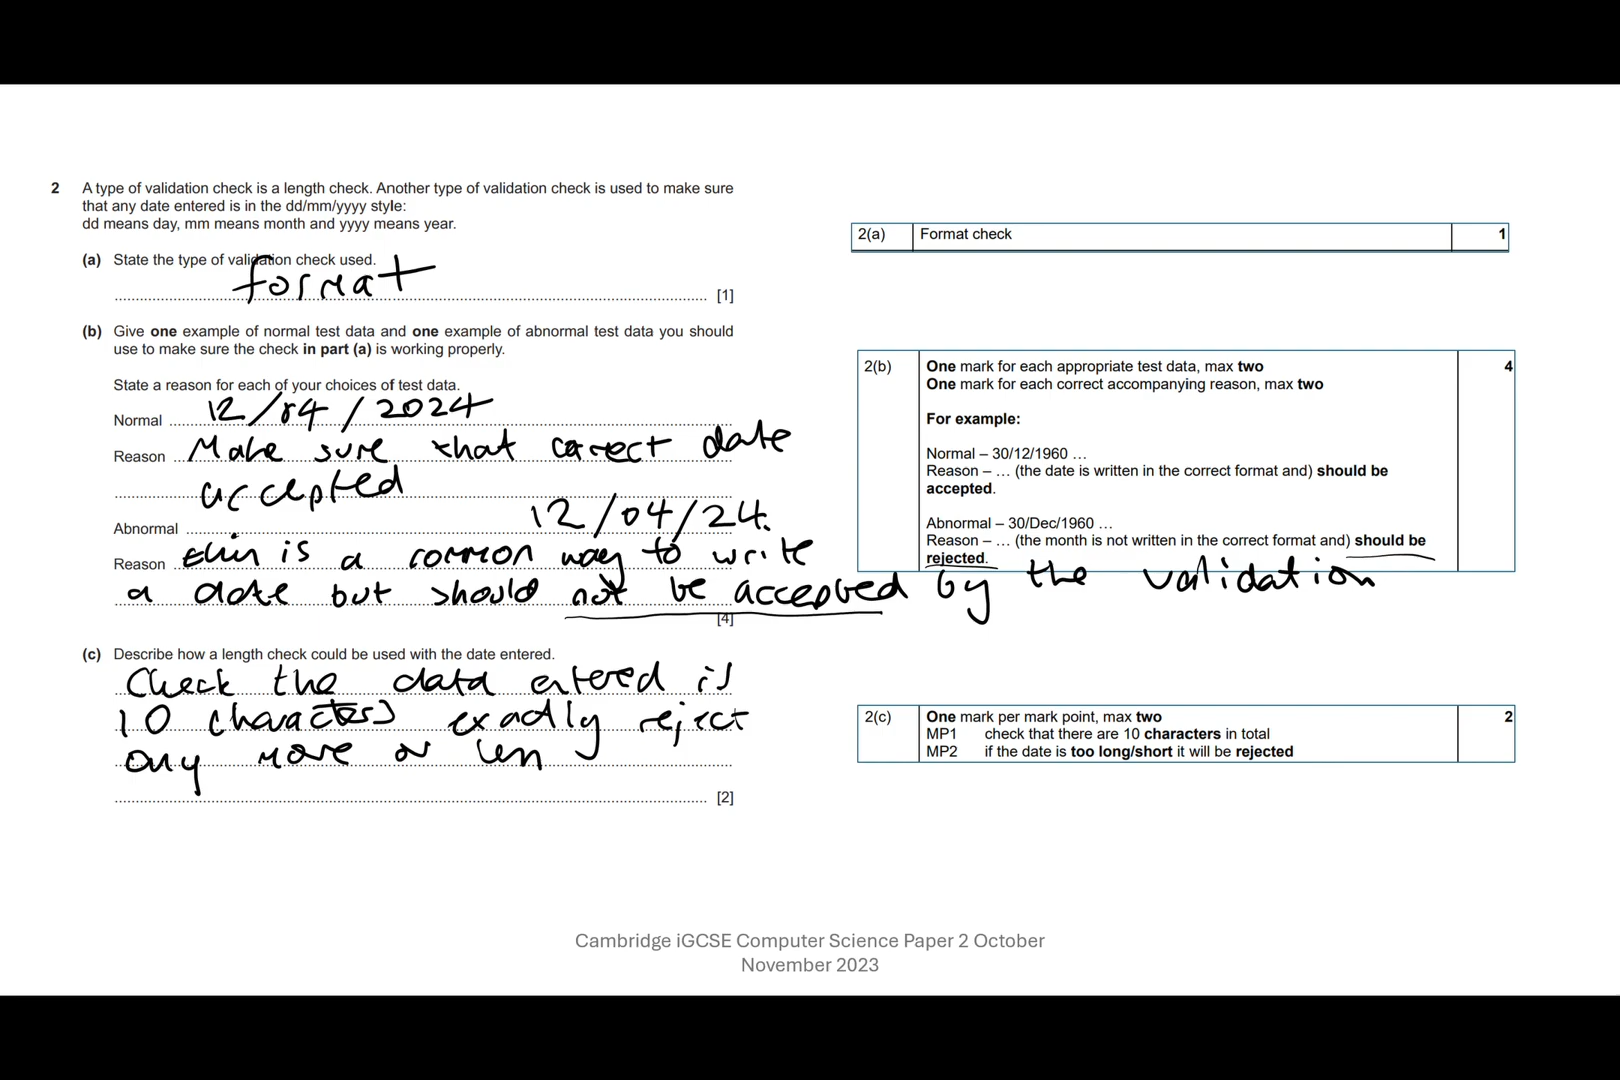 2 A type of validation check is a length check. Another type of validation check is used to make sure
that any date entered is in the dd/mm/yyyy style:
dd means day, mm means month and yyyy means year.
(a) State the type of validation check used.
format
[1]
(b) Give one example of normal test data and one example of abnormal test data you should
use to make sure the check in part (a) is working properly.
State a reason for each of your choices of test data.
Normal 12/04/2024
Reason Make sure that correct date
accepted
Abnormal 12/04/24.
Reason this is a common way to write
a date but should not be accepted by the validation
[4]
(c) Describe how a length check could be used with the date entered.
Check the data entered is
10 characters exactly reject
any more or less
[2]
2(a) Format check 1
2(b) One mark for each appropriate test data, max two 4
One mark for each correct accompanying reason, max two
For example:
Normal – 30/12/1960 …
Reason – … (the date is written in the correct format and) should be
accepted.
Abnormal – 30/Dec/1960 …
Reason – … (the month is not written in the correct format and) should be
rejected.
2(c) One mark per mark point, max two 2
MP1 check that there are 10 characters in total
MP2 if the date is too long/short it will be rejected
Cambridge iGCSE Computer Science Paper 2 October
November 2023